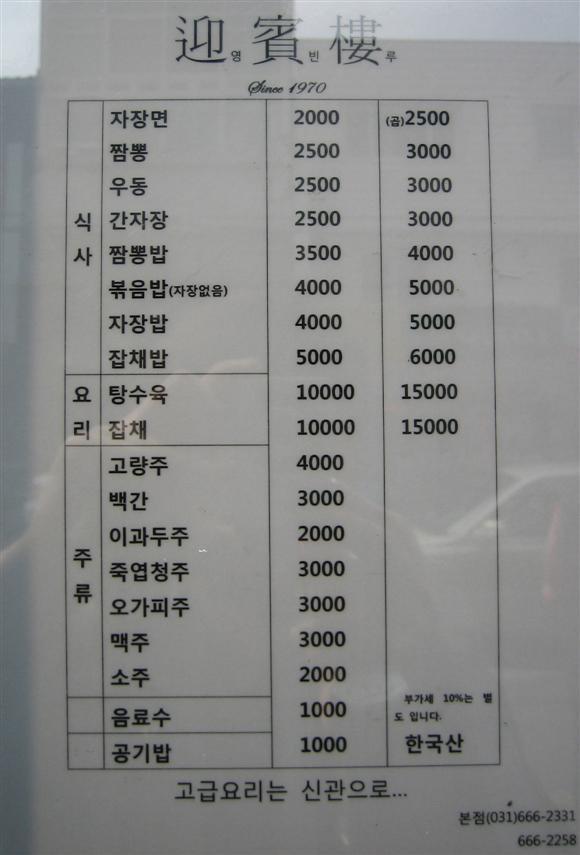 迎영賓빈樓루
Since 1970
식사
자장면 2000 (곱)2500
짬뽕 2500 3000
우동 2500 3000
간자장 2500 3000
짬뽕밥 3500 4000
볶음밥(자장없음) 4000 5000
자장밥 4000 5000
잡채밥 5000 6000
요리
탕수육 10000 15000
잡채 10000 15000
주류
고량주 4000
백간 3000
이과두주 2000
죽엽청주 3000
오가피주 3000
맥주 3000
소주 2000
음료수 1000 부가세 10%는 별
도 입니다.
공기밥 1000 한국산
고급요리는 신관으로...
본점(031)666-2331
666-2258